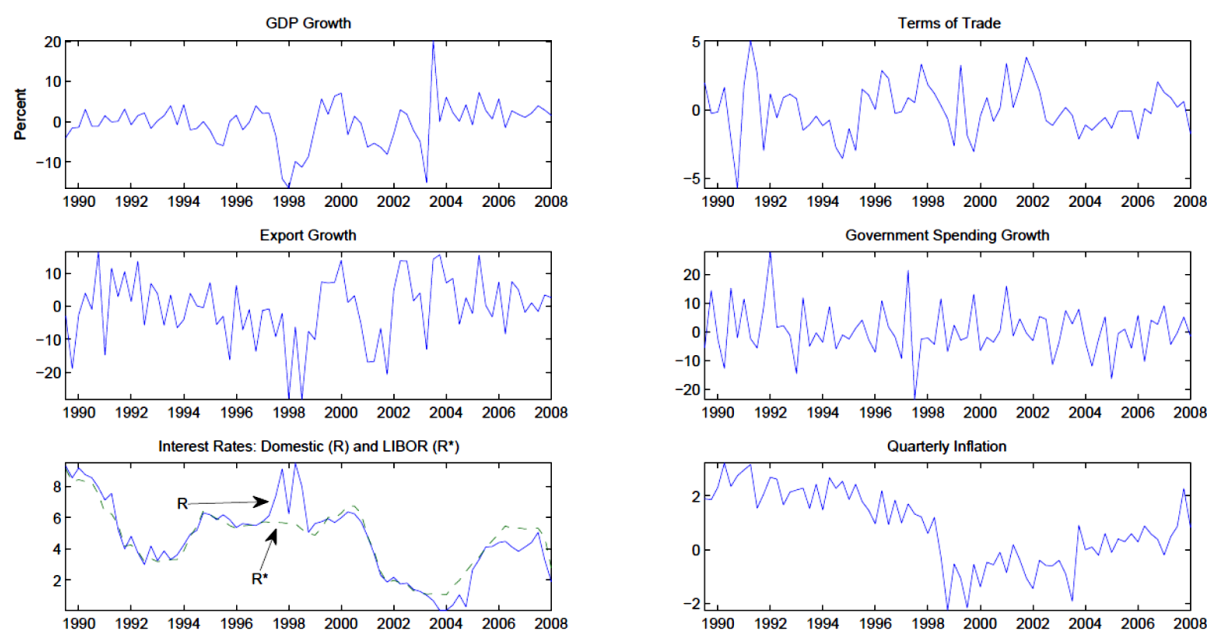 GDP Growth
Percent
20
10
0
−10
1990 1992 1994 1996 1998 2000 2002 2004 2006 2008
Terms of Trade
5
0
−5
1990 1992 1994 1996 1998 2000 2002 2004 2006 2008
Export Growth
10
0
−10
−20
1990 1992 1994 1996 1998 2000 2002 2004 2006 2008
Government Spending Growth
20
10
0
−10
−20
1990 1992 1994 1996 1998 2000 2002 2004 2006 2008
Interest Rates: Domestic (R) and LIBOR (R*)
8
6
4
2
R
R*
1990 1992 1994 1996 1998 2000 2002 2004 2006 2008
Quarterly Inflation
2
0
−2
1990 1992 1994 1996 1998 2000 2002 2004 2006 2008